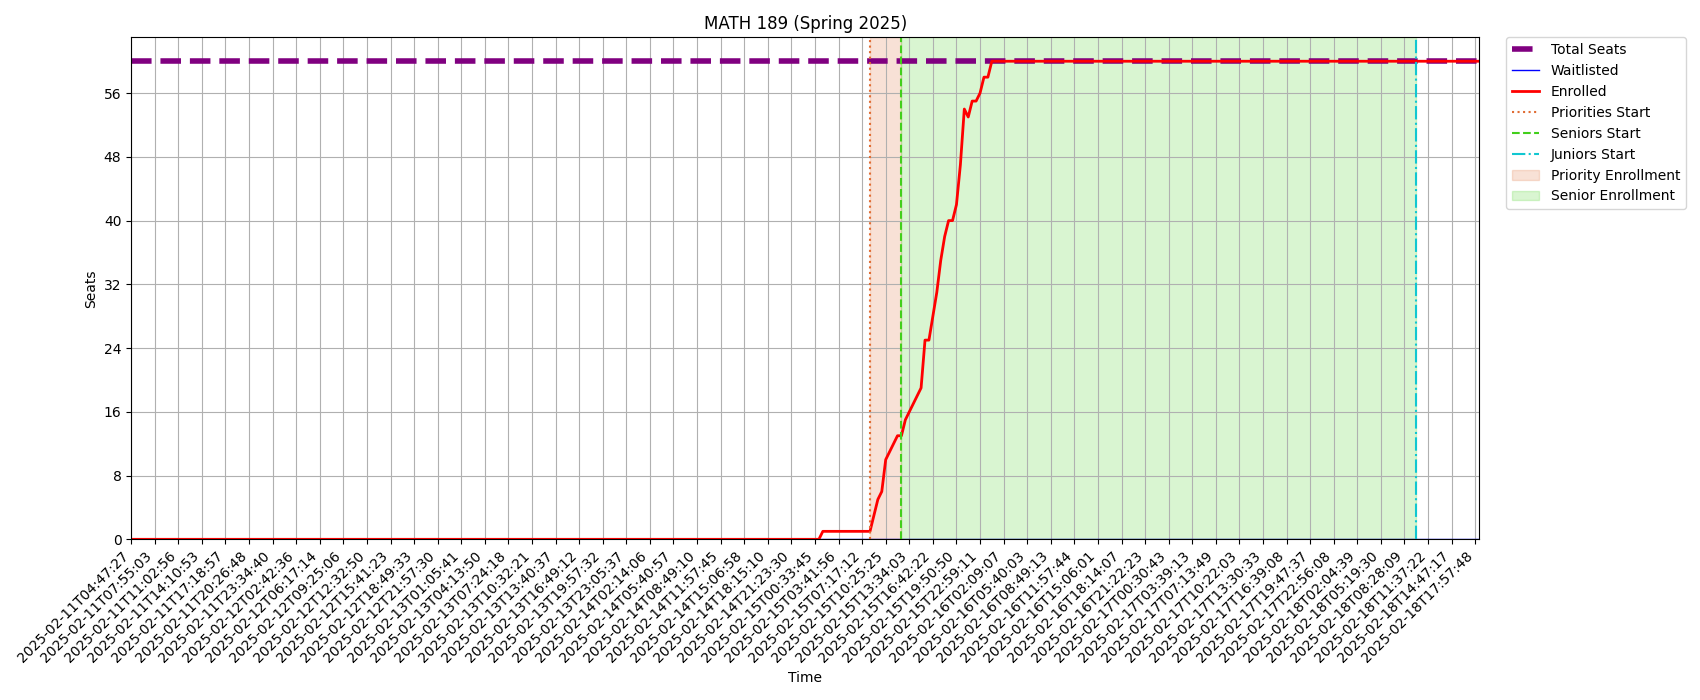 MATH 189 (Spring 2025)
Total Seats
Waitlisted
Enrolled
Priorities Start
Seniors Start
Juniors Start
Priority Enrollment
Senior Enrollment
Seats
56
48
40
32
24
16
8
0
2025-02-11T04:47:27
2025-02-11T07:55:03
2025-02-11T11:02:56
2025-02-11T14:10:53
2025-02-11T17:18:57
2025-02-11T20:26:48
2025-02-11T23:34:40
2025-02-12T02:42:36
2025-02-12T06:17:14
2025-02-12T09:25:06
2025-02-12T12:32:50
2025-02-12T15:41:23
2025-02-12T18:49:33
2025-02-12T21:57:30
2025-02-13T01:05:41
2025-02-13T04:13:50
2025-02-13T07:24:18
2025-02-13T10:32:21
2025-02-13T13:40:37
2025-02-13T16:49:12
2025-02-13T19:57:32
2025-02-13T23:05:37
2025-02-14T02:14:06
2025-02-14T05:40:57
2025-02-14T08:49:10
2025-02-14T11:57:45
2025-02-14T15:06:58
2025-02-14T18:15:10
2025-02-14T21:23:30
2025-02-15T00:33:45
2025-02-15T03:41:56
2025-02-15T07:17:12
2025-02-15T10:25:25
2025-02-15T13:34:03
2025-02-15T16:42:22
2025-02-15T19:50:50
2025-02-15T22:59:11
2025-02-16T02:09:07
2025-02-16T05:40:03
2025-02-16T08:49:13
2025-02-16T11:57:44
2025-02-16T15:06:01
2025-02-16T18:14:07
2025-02-16T21:22:23
2025-02-17T00:30:43
2025-02-17T03:39:13
2025-02-17T07:13:49
2025-02-17T10:22:03
2025-02-17T13:30:33
2025-02-17T16:39:08
2025-02-17T19:47:37
2025-02-17T22:56:08
2025-02-18T02:04:39
2025-02-18T05:19:30
2025-02-18T08:28:09
2025-02-18T11:37:22
2025-02-18T14:47:17
2025-02-18T17:57:48
Time